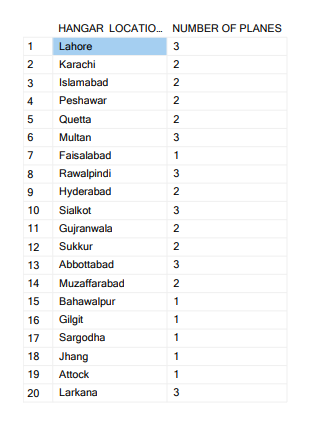 HANGAR LOCATIO... NUMBER OF PLANES
1 Lahore 3
2 Karachi 2
3 Islamabad 2
4 Peshawar 2
5 Quetta 2
6 Multan 3
7 Faisalabad 1
8 Rawalpindi 3
9 Hyderabad 2
10 Sialkot 3
11 Gujranwala 2
12 Sukkur 2
13 Abbottabad 3
14 Muzaffarabad 2
15 Bahawalpur 1
16 Gilgit 1
17 Sargodha 1
18 Jhang 1
19 Attock 1
20 Larkana 3